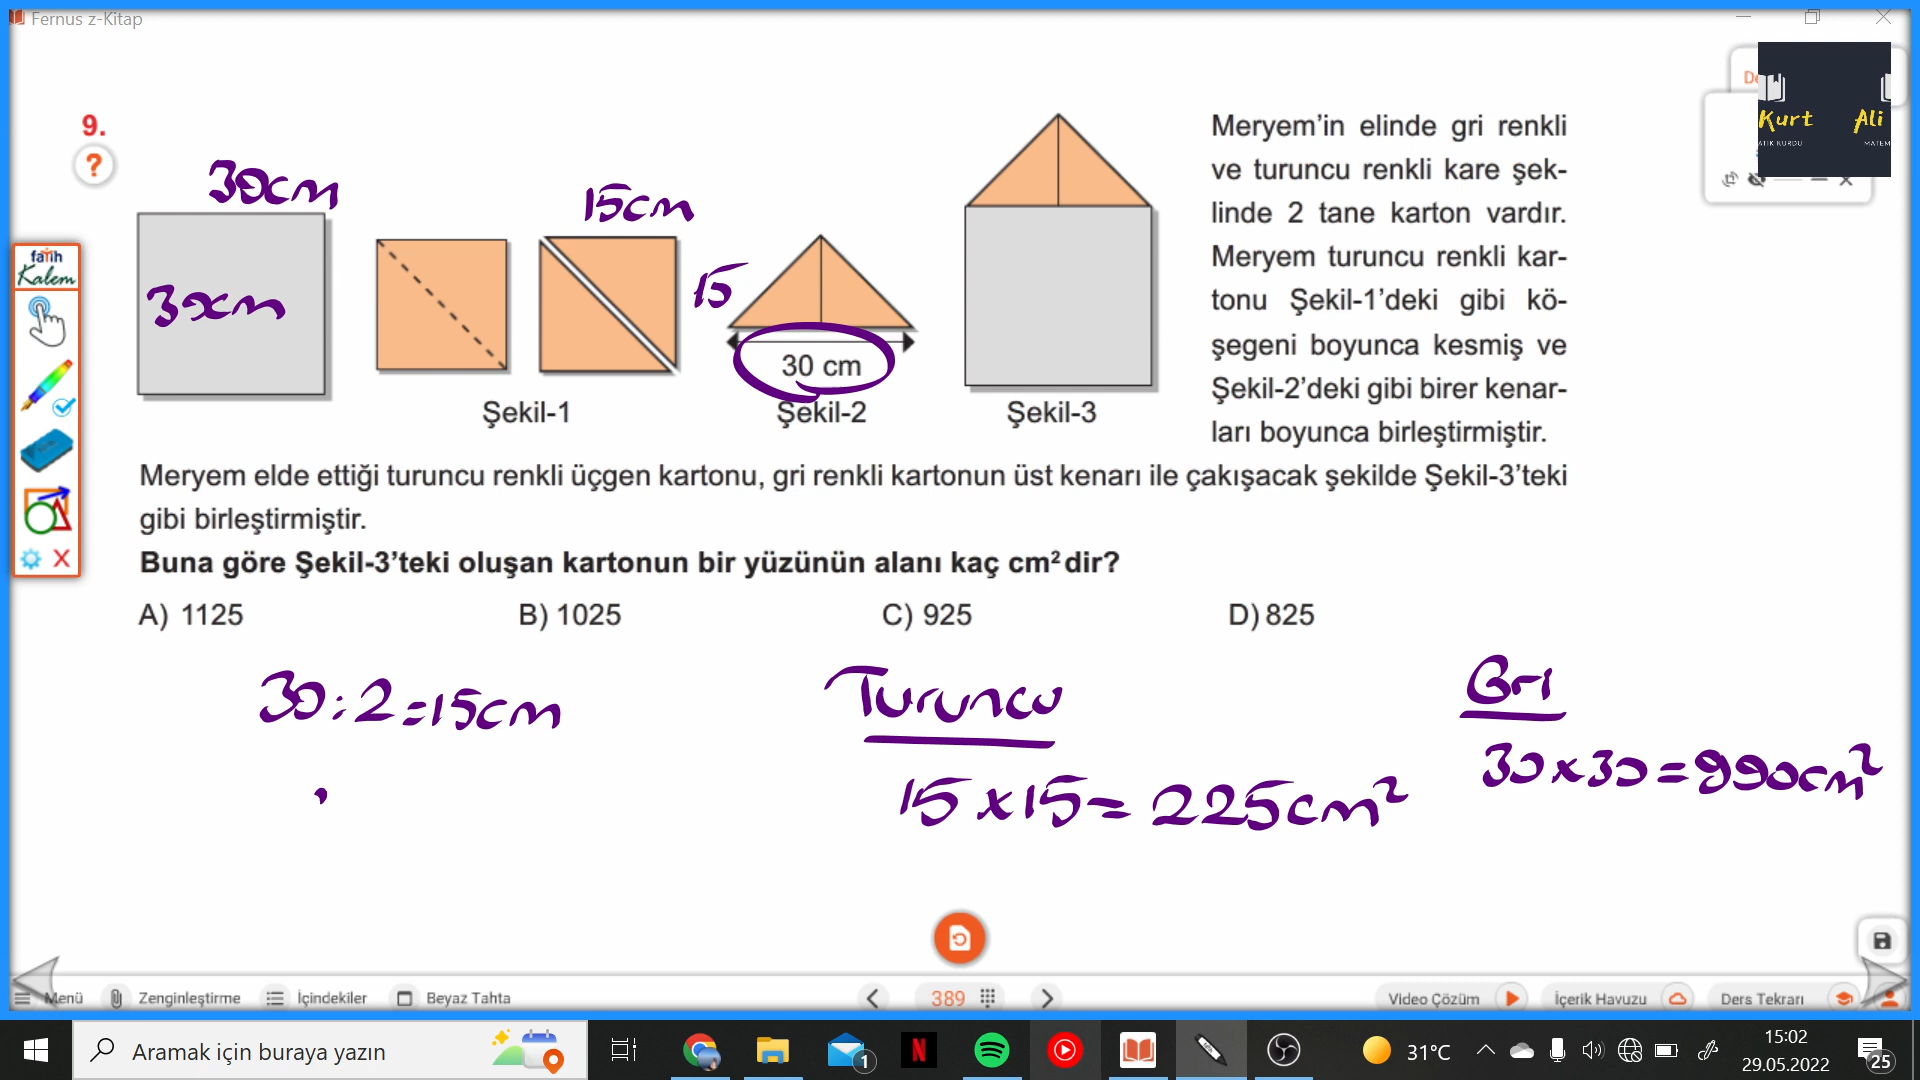 Fernus z-Kitap
Kurt Ali
MATEM
9.
?
30cm
30cm
15cm
15
30 cm
Şekil-1
Şekil-2
Şekil-3
Meryem'in elinde gri renkli
ve turuncu renkli kare şek-
linde 2 tane karton vardır.
Meryem turuncu renkli kar-
tonu Şekil-1'deki gibi kö-
şegeni boyunca kesmiş ve
Şekil-2'deki gibi birer kenar-
ları boyunca birleştirmiştir.
fatih
Kalem
Meryem elde ettiği turuncu renkli üçgen kartonu, gri renkli kartonun üst kenarı ile çakışacak şekilde Şekil-3'teki
gibi birleştirmiştir.
Buna göre Şekil-3'teki oluşan kartonun bir yüzünün alanı kaç cm² dir?
A) 1125 B) 1025 C) 925 D) 825
30:2=15cm
Turuncu
15x15=225cm²
Gri
30x30=990cm²
Menü Zenginleştirme İçindekiler Beyaz Tahta 389 Video Çözüm İçerik Havuzu Ders Tekrarı
Aramak için buraya yazın 1 31°C 15:02
29.05.2022 25